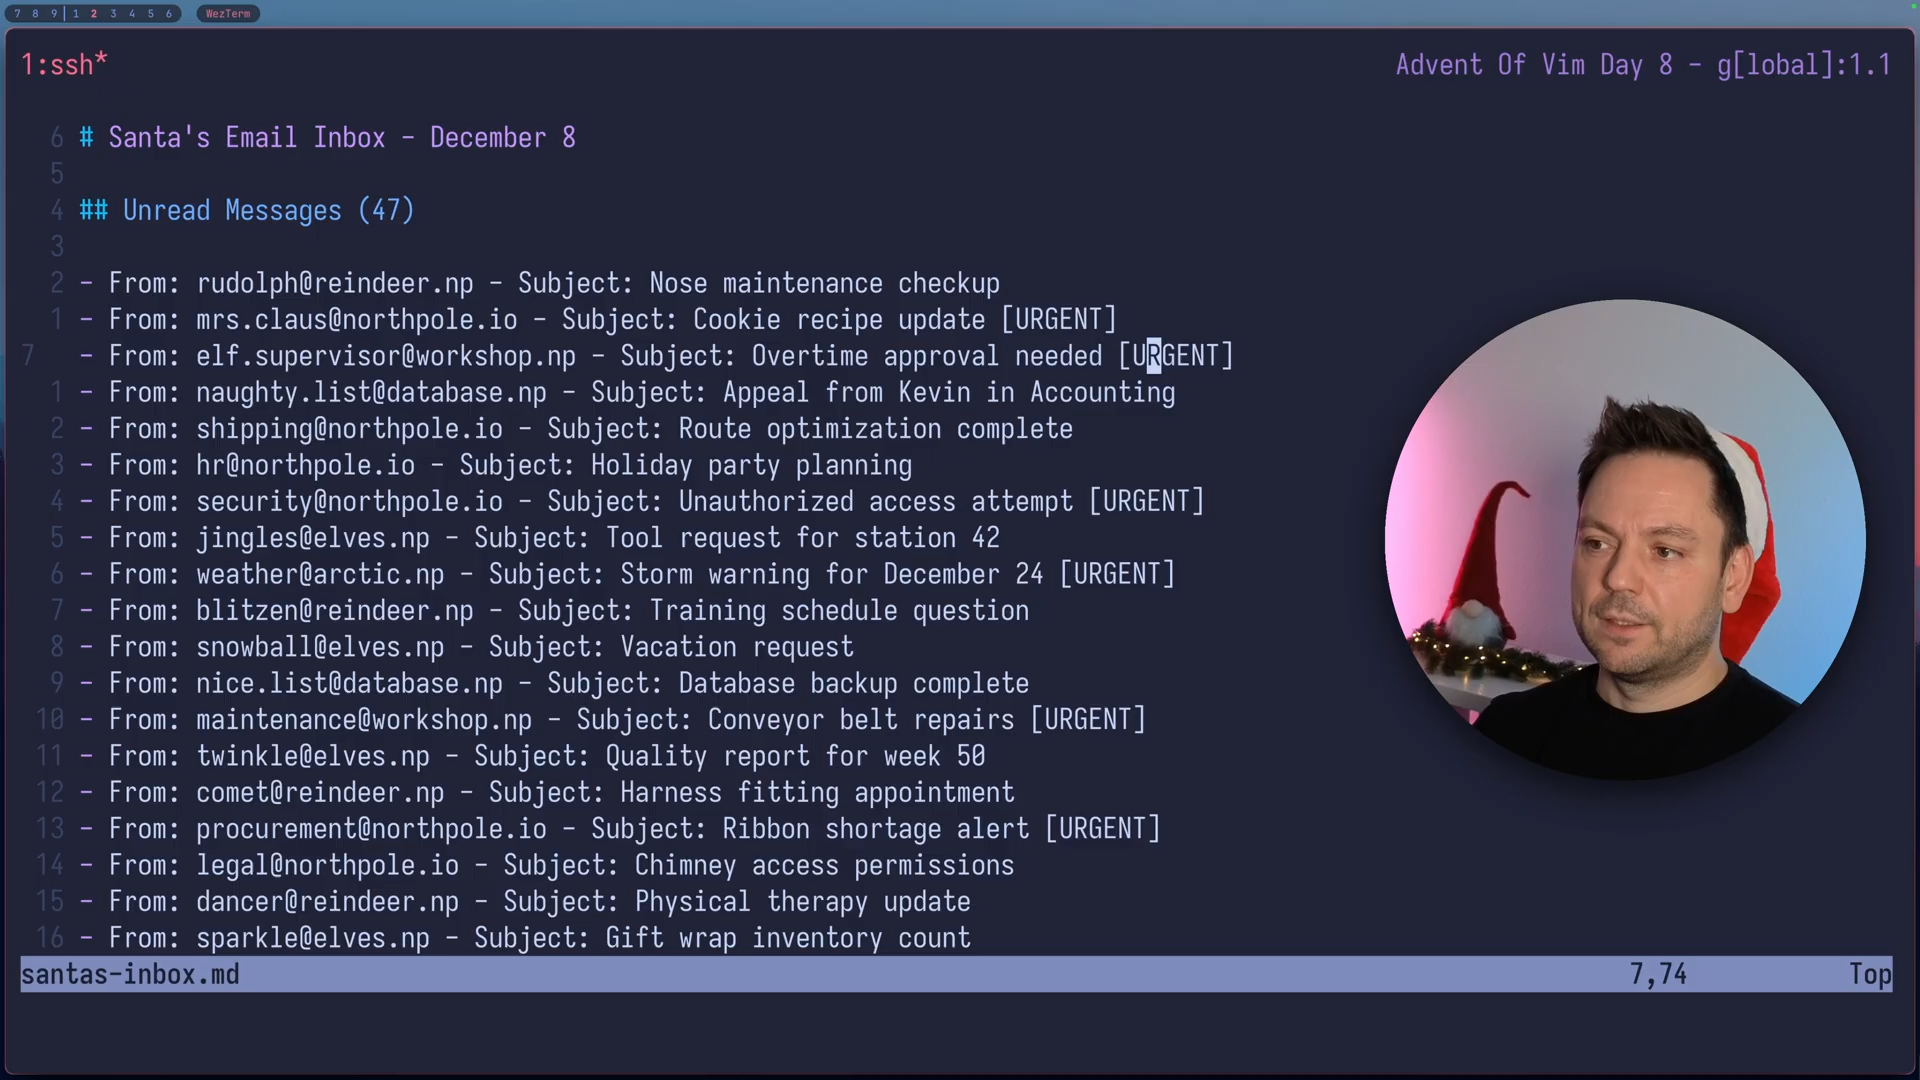 7 8 9 | 1 2 3 4 5 6 WezTerm
1:ssh* Advent Of Vim Day 8 - g[lobal]:1.1
6 # Santa's Email Inbox - December 8
5
4 ## Unread Messages (47)
3
2 - From: rudolph@reindeer.np - Subject: Nose maintenance checkup
1 - From: mrs.claus@northpole.io - Subject: Cookie recipe update [URGENT]
7 - From: elf.supervisor@workshop.np - Subject: Overtime approval needed [URGENT]
1 - From: naughty.list@database.np - Subject: Appeal from Kevin in Accounting
2 - From: shipping@northpole.io - Subject: Route optimization complete
3 - From: hr@northpole.io - Subject: Holiday party planning
4 - From: security@northpole.io - Subject: Unauthorized access attempt [URGENT]
5 - From: jingles@elves.np - Subject: Tool request for station 42
6 - From: weather@arctic.np - Subject: Storm warning for December 24 [URGENT]
7 - From: blitzen@reindeer.np - Subject: Training schedule question
8 - From: snowball@elves.np - Subject: Vacation request
9 - From: nice.list@database.np - Subject: Database backup complete
10 - From: maintenance@workshop.np - Subject: Conveyor belt repairs [URGENT]
11 - From: twinkle@elves.np - Subject: Quality report for week 50
12 - From: comet@reindeer.np - Subject: Harness fitting appointment
13 - From: procurement@northpole.io - Subject: Ribbon shortage alert [URGENT]
14 - From: legal@northpole.io - Subject: Chimney access permissions
15 - From: dancer@reindeer.np - Subject: Physical therapy update
16 - From: sparkle@elves.np - Subject: Gift wrap inventory count
santas-inbox.md 7,74 Top